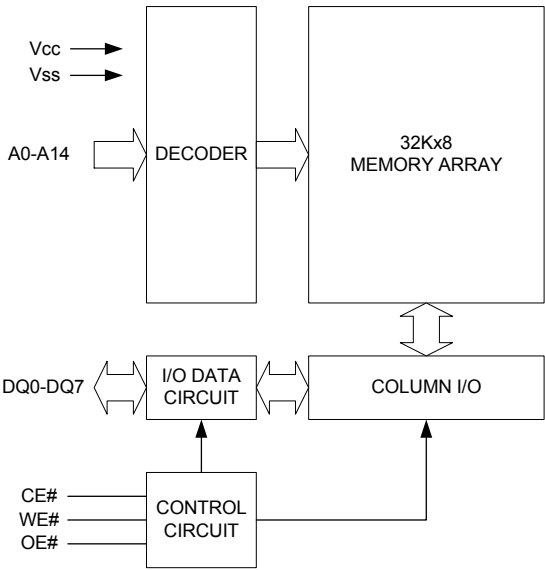 Vcc
Vss
A0-A14
DECODER
32Kx8
MEMORY ARRAY
DQ0-DQ7
I/O DATA
CIRCUIT
COLUMN I/O
CE#
WE#
OE#
CONTROL
CIRCUIT